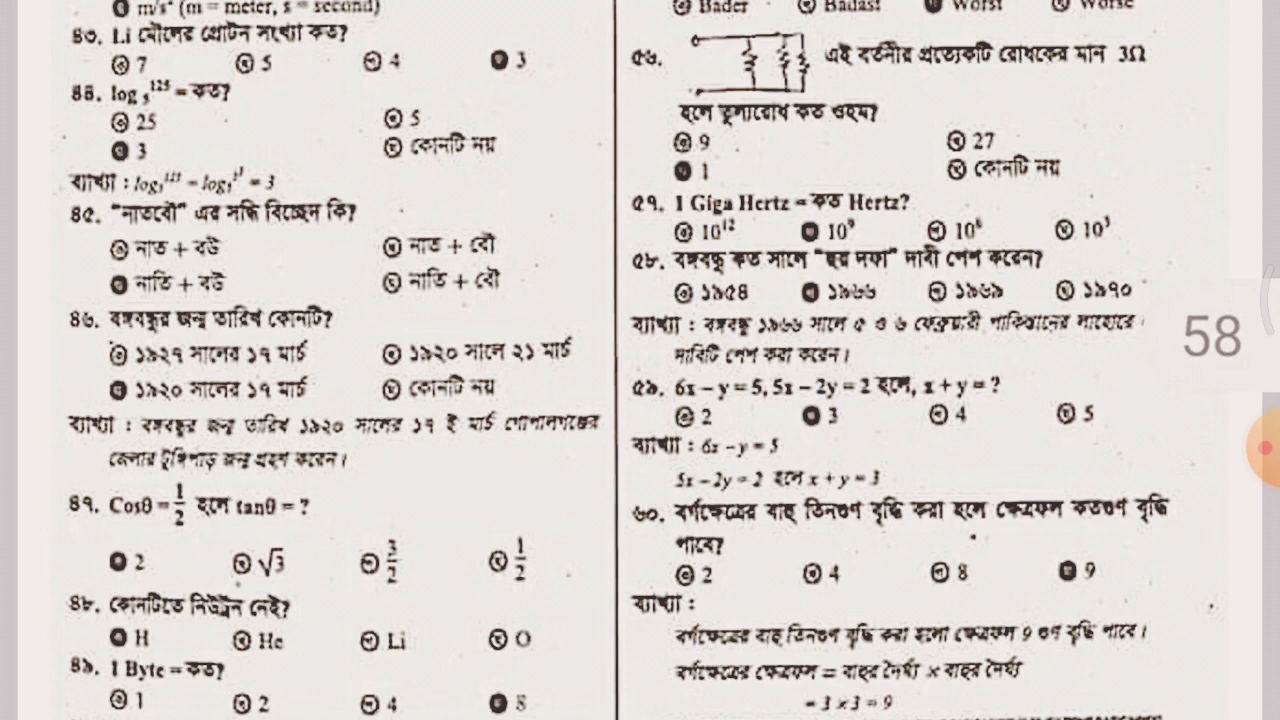 m/s² (m = meter, s = second)
৪৩. Li মৌলের প্রোটন সংখ্যা কত?
৭ 7 ৫ 5 4 3
৪৪. log ₅¹²⁵ = কত?
25 5
3 কোনটি নয়
ব্যাখ্যা : log₅¹²⁵ = log₅⁵³ = 3
৪৫. "নাতবৌ" এর সন্ধি বিচ্ছেদ কি?
নাত + বউ নাত + বৌ
নাতি + বউ নাতি + বৌ
৪৬. বঙ্গবন্ধুর জন্ম তারিখ কোনটি?
১৯২৭ সালের ১৭ মার্চ ১৯২০ সালে ২১ মার্চ
১৯২০ সালের ১৭ মার্চ কোনটি নয়
ব্যাখ্যা : বঙ্গবন্ধুর জন্ম তারিখ ১৯২০ সালের ১৭ ই মার্চ গোপালগঞ্জের
জেলার টুঙ্গিপাড় জন্ম গ্রহণ করেন।
৪৭. Cosθ = 1/2 হলে tanθ = ?
2 √3 3/2 1/2
৪৮. কোনটিতে নিউট্রন নেই?
H He Li O
৪৯. 1 Byte = কত?
1 2 4 8
Bader Badast Worst Worse
৫৬. এই বর্তনীর প্রত্যেকটি রোধকের মান 3Ω
হলে তুল্যরোধ কত ওহম?
9 27
1 কোনটি নয়
৫৭. 1 Giga Hertz = কত Hertz?
10¹² 10⁹ 10⁶ 10³
৫৮. বঙ্গবন্ধু কত সালে "ছয় দফা" দাবী পেশ করেন?
১৯৫৪ ১৯৬৬ ১৯৬৯ ১৯৭০
ব্যাখ্যা : বঙ্গবন্ধু ১৯৬৬ সালে ৫ ও ৬ ফেব্রুয়ারী পাকিস্তানের লাহোরে
দাবিটি পেশ করা করেন।
৫৯. 6x – y = 5, 5x – 2y = 2 হলে, x + y = ?
2 3 4 5
ব্যাখ্যা : 6x – y = 5
5x – 2y = 2 হলে x + y = 3
৬০. বর্গক্ষেত্রের বাহু তিনগুণ বৃদ্ধি করা হলে ক্ষেত্রফল কতগুণ বৃদ্ধি
পাবে?
2 4 8 9
ব্যাখ্যা :
বর্গক্ষেত্রের বাহু তিনগুণ বৃদ্ধি করা হলো ক্ষেত্রফল 9 গুণ বৃদ্ধি পাবে।
বর্গক্ষেত্রের ক্ষেত্রফল = বাহুর দৈর্ঘ্য × বাহুর দৈর্ঘ্য
= 3 × 3 = 9
58